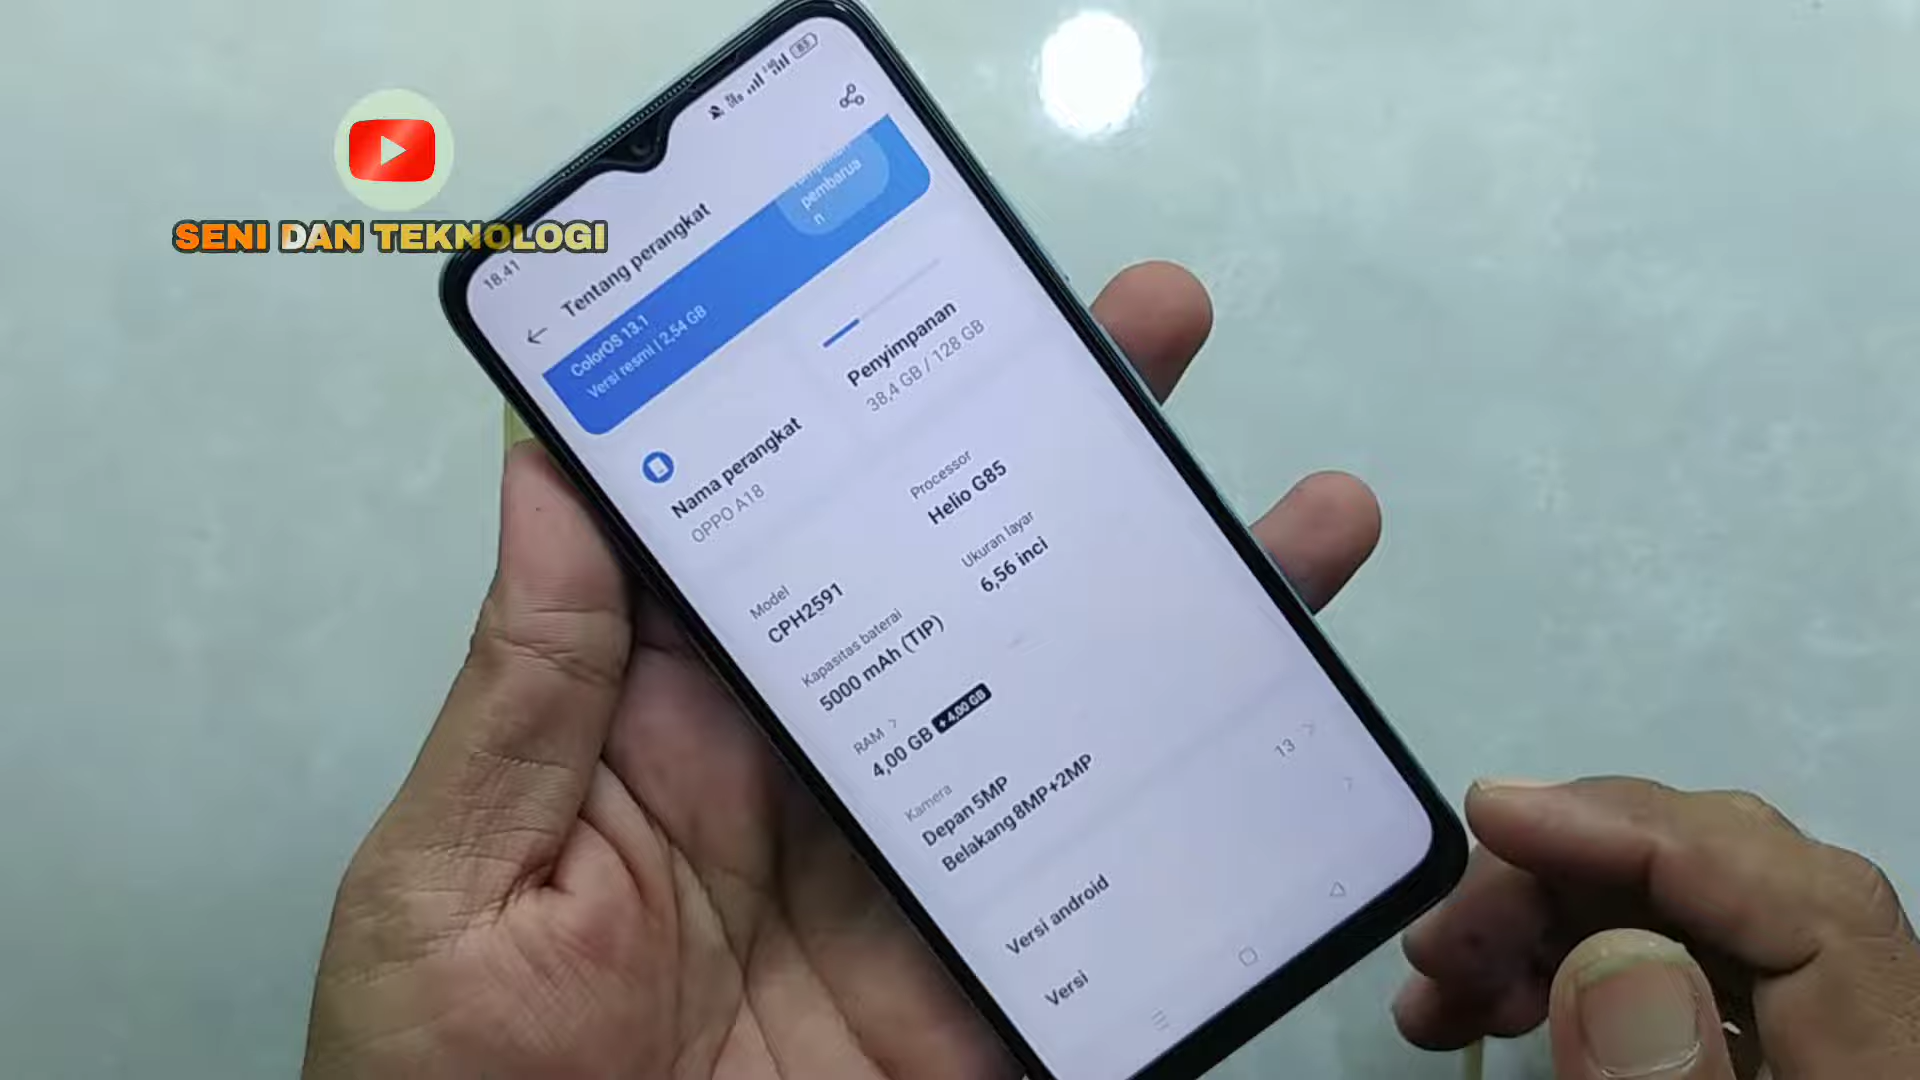 SENI DAN TEKNOLOGI
18.41
85
Tentang perangkat
pembarua
n
ColorOS 13.1
Versi resmi | 2,54 GB
Nama perangkat
OPPO A18
Penyimpanan
38,4 GB / 128 GB
Model
CPH2591
Processor
Helio G85
Kapasitas baterai
5000 mAh (TIP)
Ukuran layar
6,56 inci
RAM
4,00 GB + 4,00 GB
Kamera
Depan 5MP
Belakang 8MP+2MP
Versi android
13
Versi